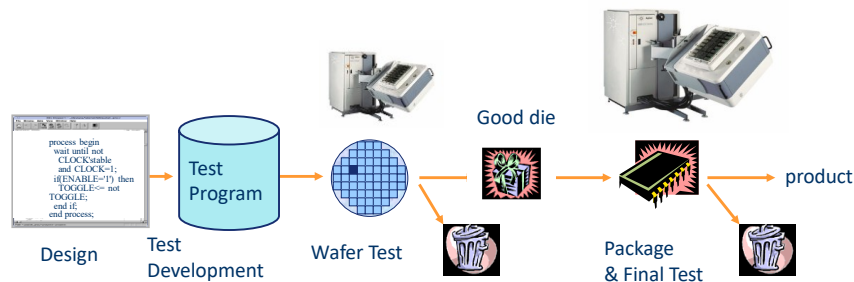 process begin
wait until not
CLOCK'stable
and CLOCK=1;
if(ENABLE='1') then
TOGGLE<= not
TOGGLE;
end if;
end process;
Design
Test
Program
Test
Development
Wafer Test
Good die
Package
& Final Test
product